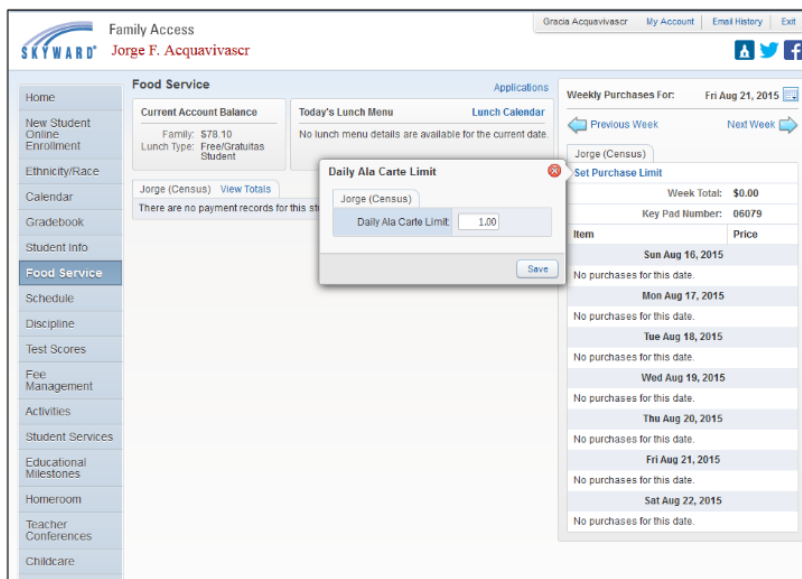 Gracia Acquavivascr My Account Email History Exit
SKYWARD®
Family Access
Jorge F. Acquavivascr
Home
New Student
Online
Enrollment
Ethnicity/Race
Calendar
Gradebook
Student Info
Food Service
Schedule
Discipline
Test Scores
Fee
Management
Activities
Student Services
Educational
Milestones
Homeroom
Teacher
Conferences
Childcare
Food Service
Applications
Current Account Balance
Family: $78.10
Lunch Type: Free/Gratuitas
Student
Today's Lunch Menu Lunch Calendar
No lunch menu details are available for the current date.
Jorge (Census) View Totals
There are no payment records for this
Daily Ala Carte Limit
Jorge (Census)
Daily Ala Carte Limit: 1.00
Save
Weekly Purchases For: Fri Aug 21, 2015
Previous Week Next Week
Jorge (Census)
Set Purchase Limit
Week Total: $0.00
Key Pad Number: 06079
Item Price
Sun Aug 16, 2015
No purchases for this date.
Mon Aug 17, 2015
No purchases for this date.
Tue Aug 18, 2015
No purchases for this date.
Wed Aug 19, 2015
No purchases for this date.
Thu Aug 20, 2015
No purchases for this date.
Fri Aug 21, 2015
No purchases for this date.
Sat Aug 22, 2015
No purchases for this date.